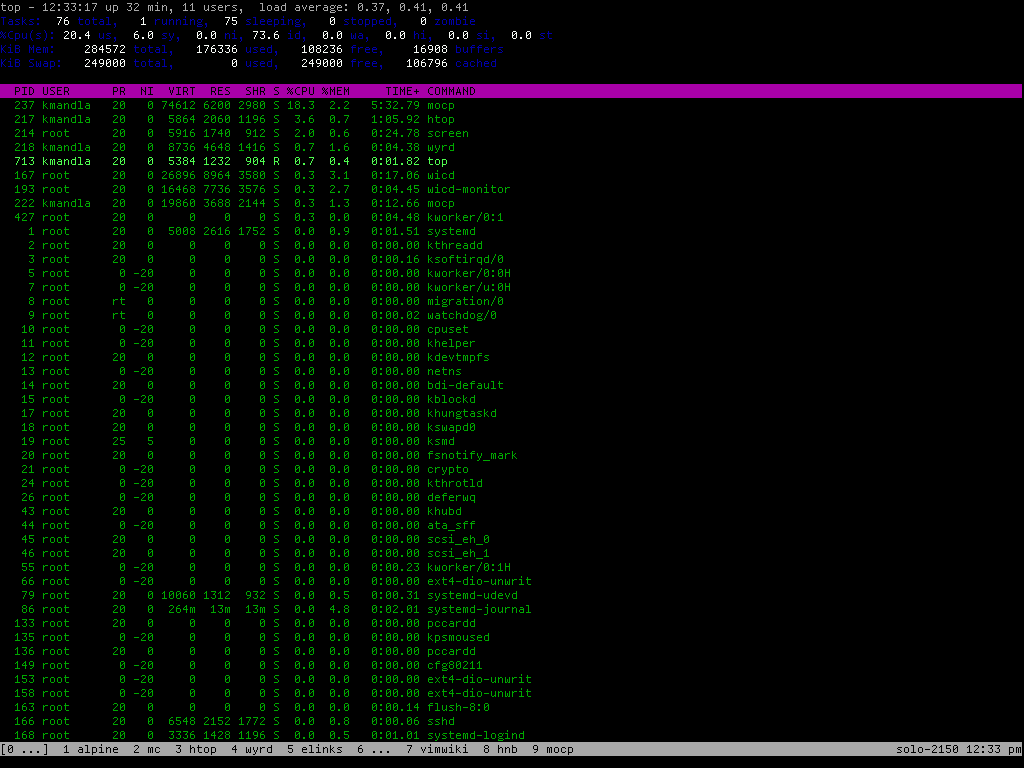 top - 12:33:17 up 32 min, 11 users,  load average: 0.37, 0.41, 0.41
Tasks:  76 total,   1 running,  75 sleeping,   0 stopped,   0 zombie
%Cpu(s): 20.4 us,  6.0 sy,  0.0 ni, 73.6 id,  0.0 wa,  0.0 hi,  0.0 si,  0.0 st
KiB Mem:    284572 total,   176336 used,   108236 free,    16908 buffers
KiB Swap:   249000 total,        0 used,   249000 free,   106796 cached
  PID USER      PR  NI  VIRT  RES  SHR S %CPU %MEM     TIME+ COMMAND
  237 kmandla   20   0 74612 6200 2980 S 18.3  2.2   5:32.79 mocp
  217 kmandla   20   0  5864 2060 1196 S  3.6  0.7   1:05.92 htop
  214 root      20   0  5916 1740  912 S  2.0  0.6   0:24.78 screen
  218 kmandla   20   0  8736 4648 1416 S  0.7  1.6   0:04.38 wyrd
  713 kmandla   20   0  5384 1232  904 R  0.7  0.4   0:01.82 top
  167 root      20   0 26896 8964 3580 S  0.3  3.1   0:17.06 wicd
  193 root      20   0 16468 7736 3576 S  0.3  2.7   0:04.45 wicd-monitor
  222 kmandla   20   0 19860 3688 2144 S  0.3  1.3   0:12.66 mocp
  427 root      20   0     0    0    0 S  0.3  0.0   0:04.48 kworker/0:1
    1 root      20   0  5008 2616 1752 S  0.0  0.9   0:01.51 systemd
    2 root      20   0     0    0    0 S  0.0  0.0   0:00.00 kthreadd
    3 root      20   0     0    0    0 S  0.0  0.0   0:00.16 ksoftirqd/0
    5 root       0 -20     0    0    0 S  0.0  0.0   0:00.00 kworker/0:0H
    7 root       0 -20     0    0    0 S  0.0  0.0   0:00.00 kworker/u:0H
    8 root      rt   0     0    0    0 S  0.0  0.0   0:00.00 migration/0
    9 root      rt   0     0    0    0 S  0.0  0.0   0:00.02 watchdog/0
   10 root       0 -20     0    0    0 S  0.0  0.0   0:00.00 cpuset
   11 root       0 -20     0    0    0 S  0.0  0.0   0:00.00 khelper
   12 root      20   0     0    0    0 S  0.0  0.0   0:00.00 kdevtmpfs
   13 root       0 -20     0    0    0 S  0.0  0.0   0:00.00 netns
   14 root      20   0     0    0    0 S  0.0  0.0   0:00.00 bdi-default
   15 root       0 -20     0    0    0 S  0.0  0.0   0:00.00 kblockd
   17 root      20   0     0    0    0 S  0.0  0.0   0:00.00 khungtaskd
   18 root      20   0     0    0    0 S  0.0  0.0   0:00.00 kswapd0
   19 root      25   5     0    0    0 S  0.0  0.0   0:00.00 ksmd
   20 root      20   0     0    0    0 S  0.0  0.0   0:00.00 fsnotify_mark
   21 root       0 -20     0    0    0 S  0.0  0.0   0:00.00 crypto
   24 root       0 -20     0    0    0 S  0.0  0.0   0:00.00 kthrotld
   26 root       0 -20     0    0    0 S  0.0  0.0   0:00.00 deferwq
   43 root      20   0     0    0    0 S  0.0  0.0   0:00.00 khubd
   44 root       0 -20     0    0    0 S  0.0  0.0   0:00.00 ata_sff
   45 root      20   0     0    0    0 S  0.0  0.0   0:00.00 scsi_eh_0
   46 root      20   0     0    0    0 S  0.0  0.0   0:00.00 scsi_eh_1
   55 root       0 -20     0    0    0 S  0.0  0.0   0:00.23 kworker/0:1H
   66 root       0 -20     0    0    0 S  0.0  0.0   0:00.00 ext4-dio-unwrit
   79 root      20   0 10060 1312  932 S  0.0  0.5   0:00.31 systemd-udevd
   86 root      20   0  264m  13m  13m S  0.0  4.8   0:02.01 systemd-journal
  133 root      20   0     0    0    0 S  0.0  0.0   0:00.00 pccardd
  135 root       0 -20     0    0    0 S  0.0  0.0   0:00.00 kpsmoused
  136 root      20   0     0    0    0 S  0.0  0.0   0:00.00 pccardd
  149 root       0 -20     0    0    0 S  0.0  0.0   0:00.00 cfg80211
  153 root       0 -20     0    0    0 S  0.0  0.0   0:00.00 ext4-dio-unwrit
  158 root       0 -20     0    0    0 S  0.0  0.0   0:00.00 ext4-dio-unwrit
  163 root      20   0     0    0    0 S  0.0  0.0   0:00.14 flush-8:0
  166 root      20   0  6548 2152 1772 S  0.0  0.8   0:00.06 sshd
  168 root      20   0  3336 1428 1196 S  0.0  0.5   0:00.01 systemd-logind
[0 ...]  1 alpine  2 mc  3 htop  4 wyrd  5 elinks  6 ...  7 vimwiki  8 hnb  9 mocp  solo-2150 12:33 pm